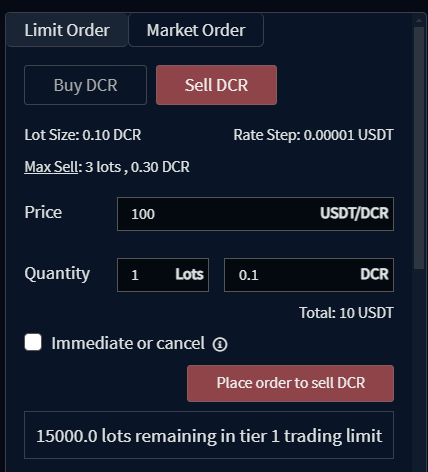 Limit Order Market Order
Buy DCR Sell DCR
Lot Size: 0.10 DCR Rate Step: 0.00001 USDT
Max Sell: 3 lots , 0.30 DCR
Price 100 USDT/DCR
Quantity 1 Lots 0.1 DCR
Total: 10 USDT
Immediate or cancel
Place order to sell DCR
15000.0 lots remaining in tier 1 trading limit